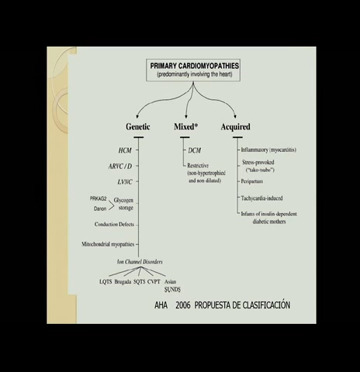 PRIMARY CARDIOMYOPATHIES
(predominantly involving the heart)
Genetic
Mixed*
Acquired
HCM
ARVC / D
LVNC
PRKAG2
Danon
Glycogen
storage
Conduction Defects
Mitochondrial myopathies
Ion Channel Disorders
LQTS Brugada SQTS CVPT Asian
SUNDS
DCM
Restrictive
(non-hypertrophied
and non-dilated)
Inflammatory (myocarditis)
Stress-provoked
("tako-tsubo")
Peripartum
Tachycardia-induced
Infants of insulin dependent
diabetic mothers
AHA 2006 PROPUESTA DE CLASIFICACIÓN